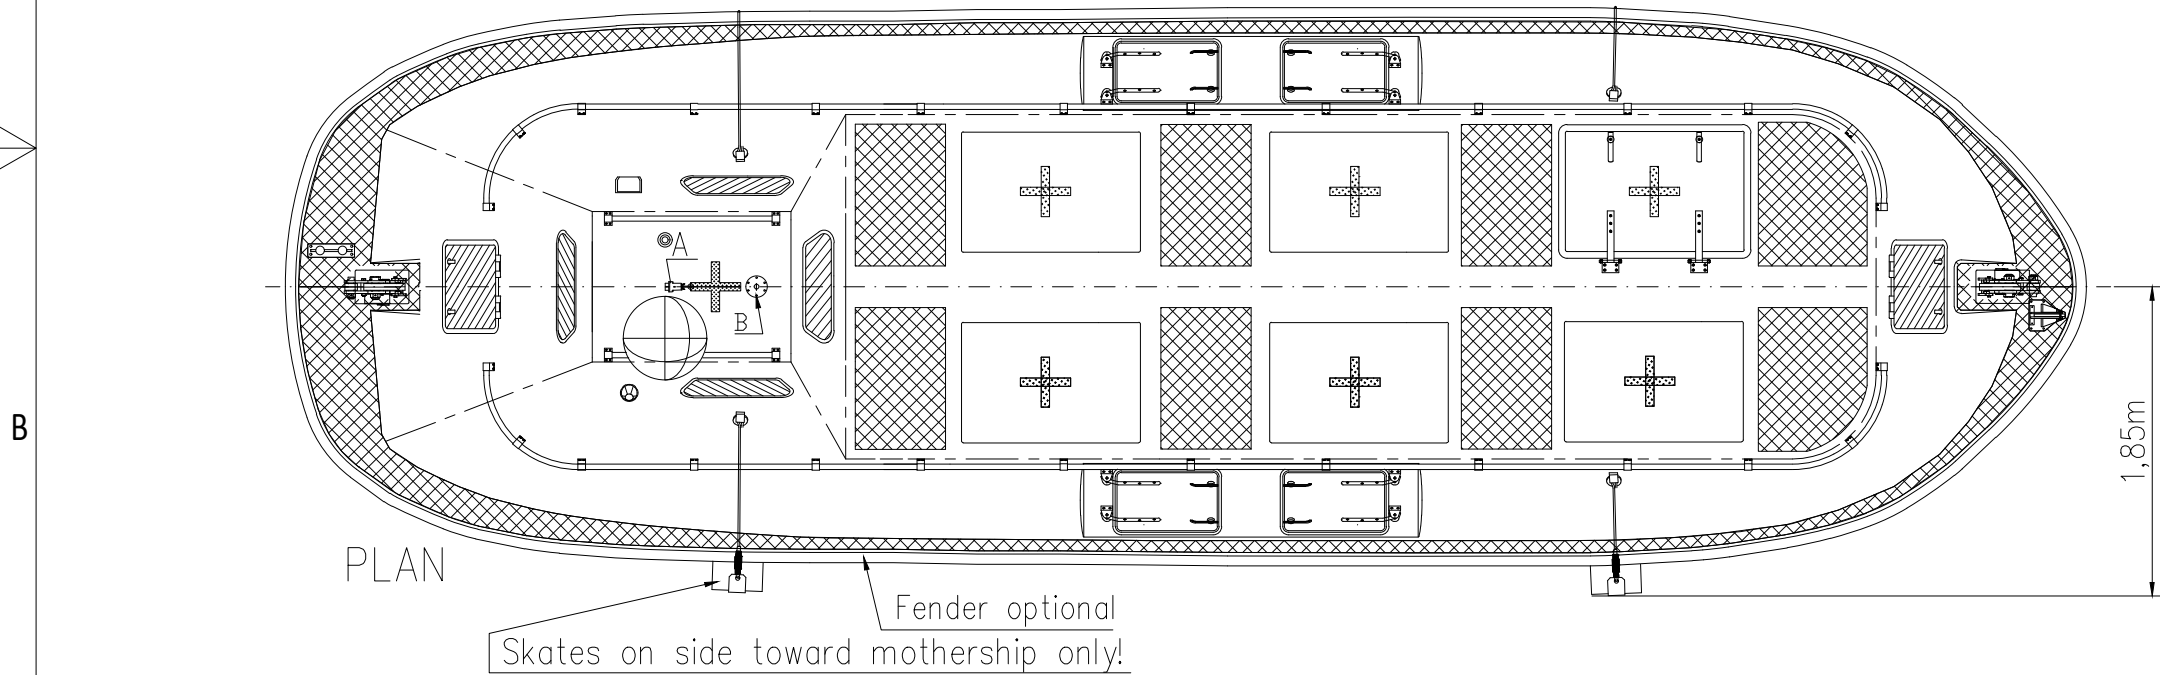 A
B
B
1,85m
PLAN
Fender optional
Skates on side toward mothership only!